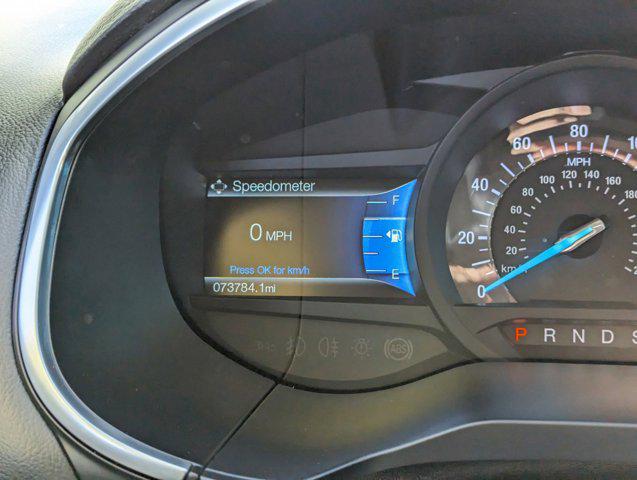 Speedometer
0 MPH
Press OK for km/h
073784.1mi
F
E
0
20
40
60
80
MPH
20
40
60
80
100
120
140
160
km/h
P R N D S
ABS